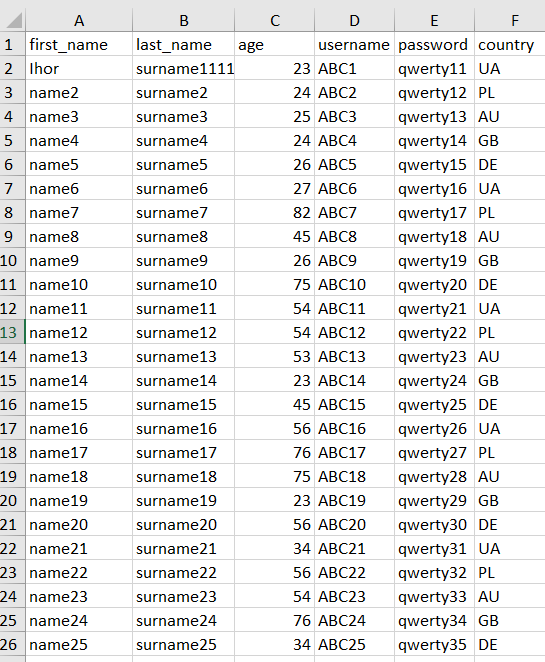 A B C D E F
1 first_name last_name age username password country
2 Ihor surname1111 23 ABC1 qwerty11 UA
3 name2 surname2 24 ABC2 qwerty12 PL
4 name3 surname3 25 ABC3 qwerty13 AU
5 name4 surname4 24 ABC4 qwerty14 GB
6 name5 surname5 26 ABC5 qwerty15 DE
7 name6 surname6 27 ABC6 qwerty16 UA
8 name7 surname7 82 ABC7 qwerty17 PL
9 name8 surname8 45 ABC8 qwerty18 AU
10 name9 surname9 26 ABC9 qwerty19 GB
11 name10 surname10 75 ABC10 qwerty20 DE
12 name11 surname11 54 ABC11 qwerty21 UA
13 name12 surname12 54 ABC12 qwerty22 PL
14 name13 surname13 53 ABC13 qwerty23 AU
15 name14 surname14 23 ABC14 qwerty24 GB
16 name15 surname15 45 ABC15 qwerty25 DE
17 name16 surname16 56 ABC16 qwerty26 UA
18 name17 surname17 76 ABC17 qwerty27 PL
19 name18 surname18 75 ABC18 qwerty28 AU
20 name19 surname19 23 ABC19 qwerty29 GB
21 name20 surname20 56 ABC20 qwerty30 DE
22 name21 surname21 34 ABC21 qwerty31 UA
23 name22 surname22 56 ABC22 qwerty32 PL
24 name23 surname23 54 ABC23 qwerty33 AU
25 name24 surname24 76 ABC24 qwerty34 GB
26 name25 surname25 34 ABC25 qwerty35 DE